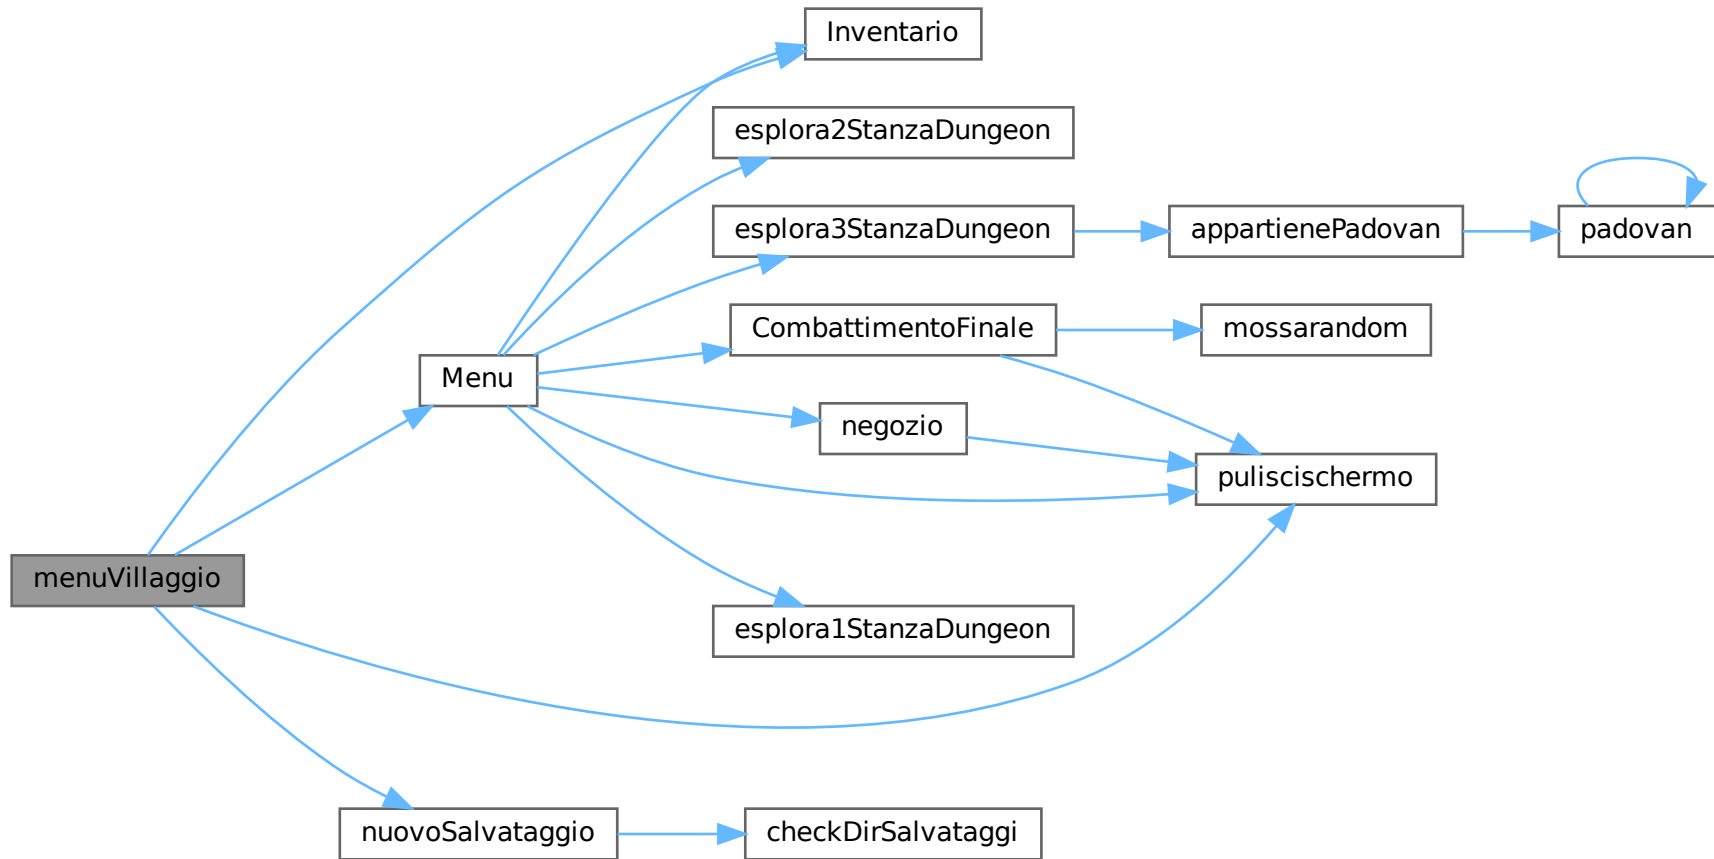 Inventario
esplora2StanzaDungeon
esplora3StanzaDungeon
appartienePadovan
padovan
CombattimentoFinale
mossarandom
Menu
negozio
puliscischermo
menuVillaggio
esplora1StanzaDungeon
nuovoSalvataggio
checkDirSalvataggi